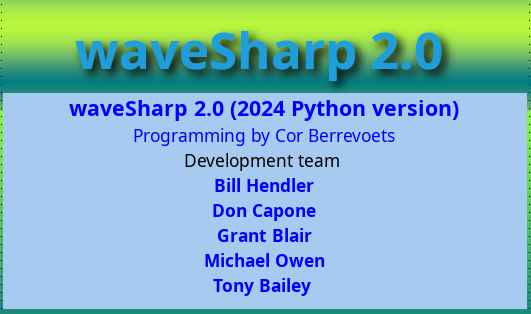 waveSharp 2.0
waveSharp 2.0 (2024 Python version)
Programming by Cor Berrevoets
Development team
Bill Hendler
Don Capone
Grant Blair
Michael Owen
Tony Bailey